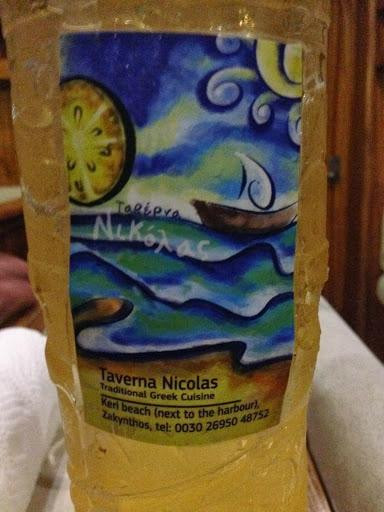 Ταβέρνα
Νικόλας
Taverna Nicolas
Traditional Greek Cuisine
Keri beach (next to the harbour),
Zakynthos, tel: 0030 26950 48752